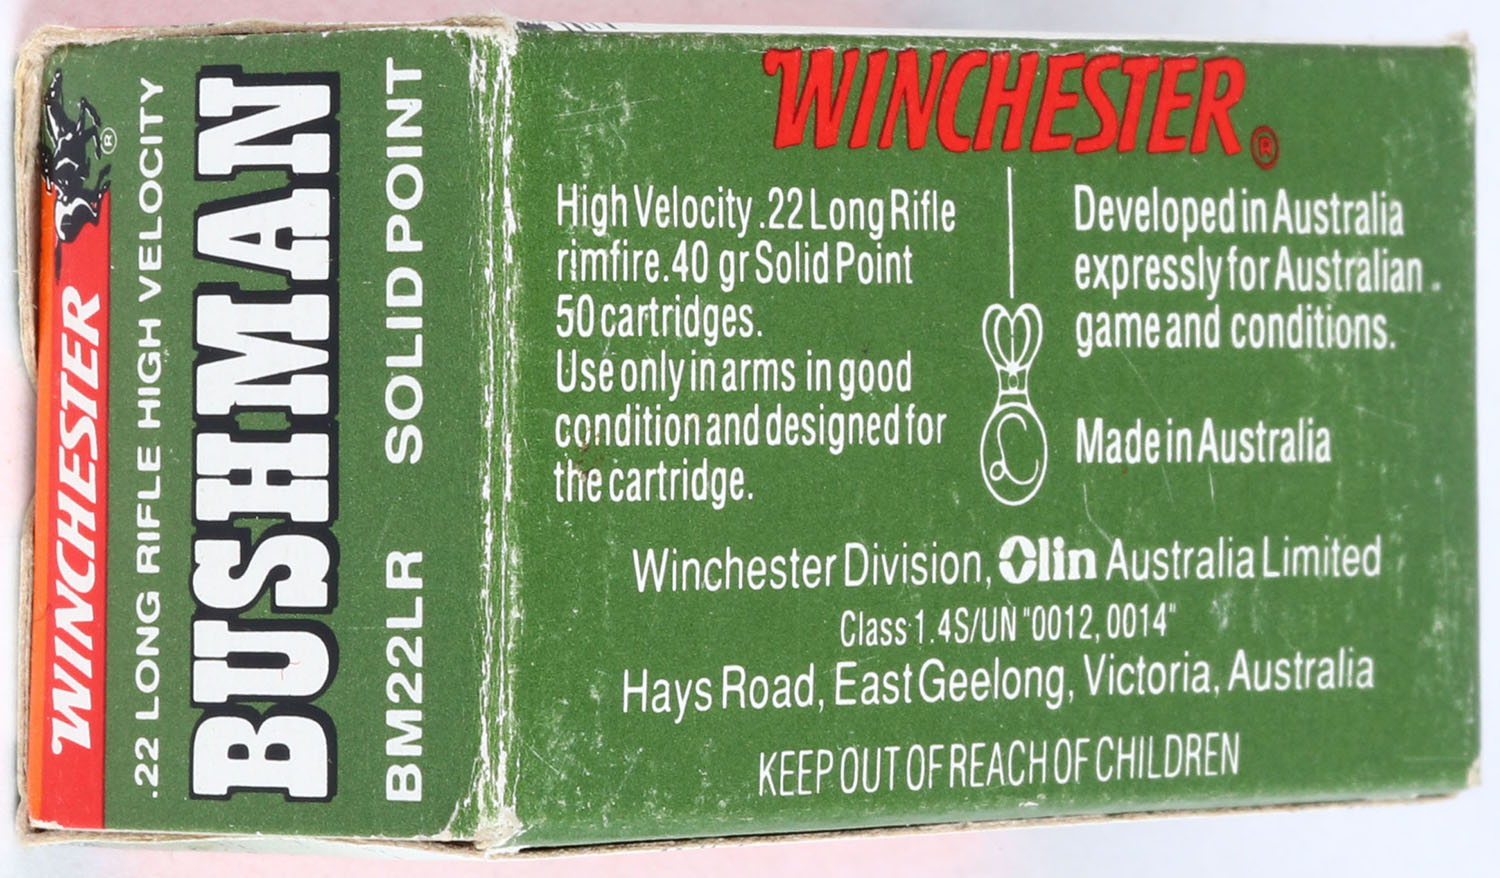 WINCHESTER
®
.22 LONG RIFLE HIGH VELOCITY
BUSHMAN
BM22LR SOLID POINT
WINCHESTER®
High Velocity .22 Long Rifle
rimfire. 40 gr Solid Point
50 cartridges.
Use only in arms in good
condition and designed for
the cartridge.
Developed in Australia
expressly for Australian
game and conditions.
Made in Australia
Winchester Division, Olin Australia Limited
Class 1.4S/UN "0012, 0014"
Hays Road, East Geelong, Victoria, Australia
KEEP OUT OF REACH OF CHILDREN